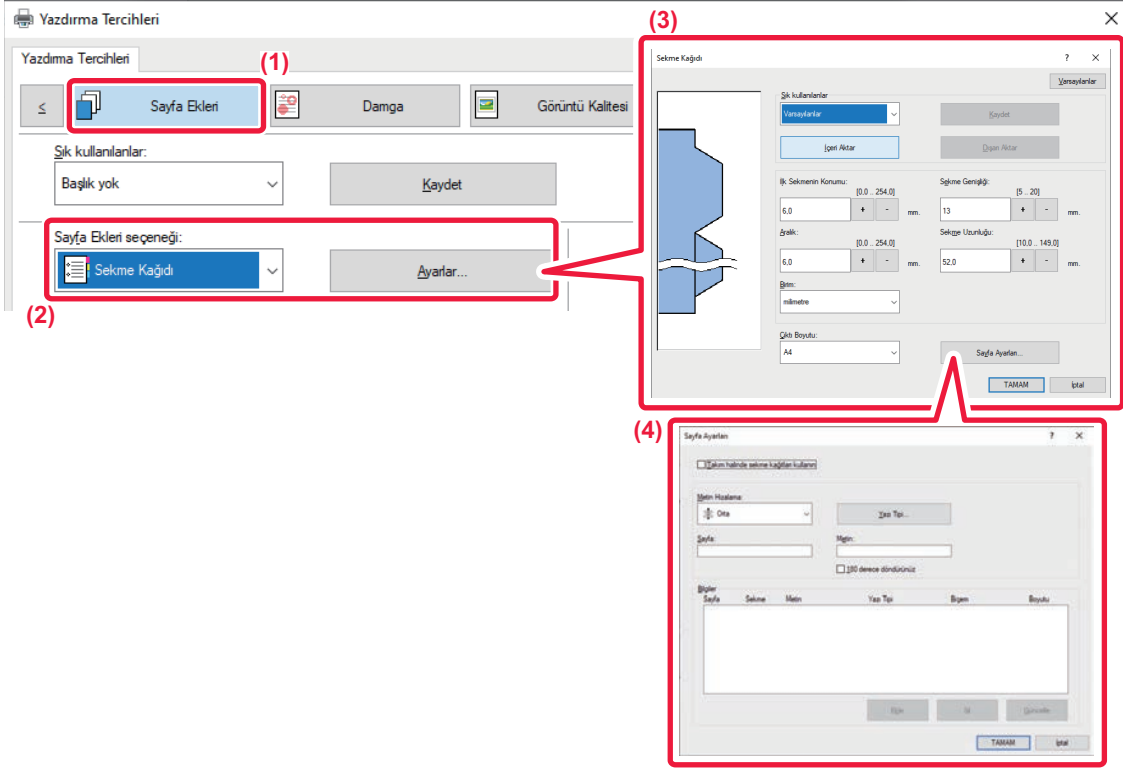 Yazdırma Tercihleri
Yazdırma Tercihleri
(1)
≤ Sayfa Ekleri Damga Görüntü Kalitesi
Sık kullanılanlar:
Başlık yok Kaydet
Sayfa Ekleri seçeneği:
Sekme Kağıdı Ayarlar...
(2)
(3)
Sekme Kağıdı ?
Varsayılanlar
Sık kullanılanlar
Varsayılanlar Kaydet
İçeri Aktar Dışarı Aktar
İlk Sekmenin Konumu: Sekme Genişliği:
[0,0 .. 254,0] [5 .. 20]
6,0 + - mm. 13 + - mm.
Aralık: Sekme Uzunluğu:
[0,0 .. 254,0] [10,0 .. 149,0]
6,0 + - mm. 52,0 + - mm.
Birim:
milimetre
Çıktı Boyutu:
A4 Sayfa Ayarları...
TAMAM İptal
(4)
Sayfa Ayarları ?
Takım halinde sekme kağıtları kullanın
Metin Hizalama:
Orta Yazı Tipi...
Sayfa: Metin:
180 derece döndürünüz
Bilgiler
Sayfa Sekme Metin Yazı Tipi Biçem Boyutu
Ekle Sil Güncelle
TAMAM İptal